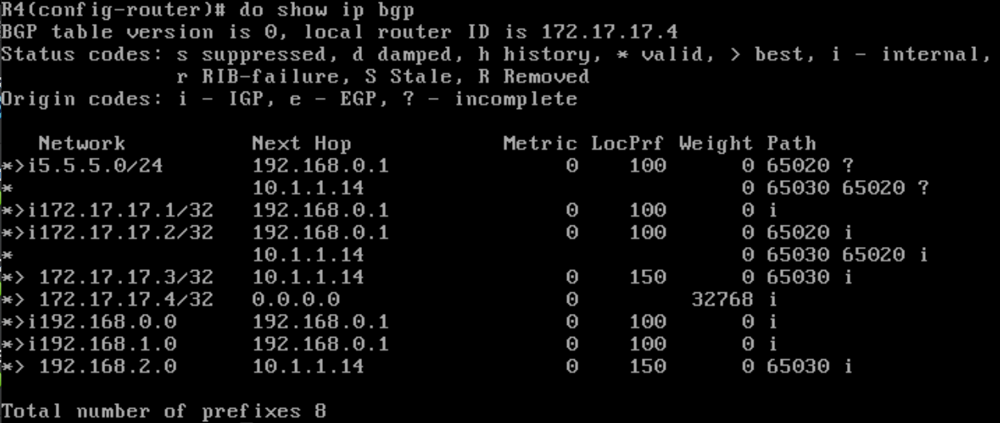 R4(config-router)# do show ip bgp
BGP table version is 0, local router ID is 172.17.17.4
Status codes: s suppressed, d damped, h history, * valid, > best, i - internal,
              r RIB-failure, S Stale, R Removed
Origin codes: i - IGP, e - EGP, ? - incomplete

   Network          Next Hop            Metric LocPrf Weight Path
*>i5.5.5.0/24       192.168.0.1              0    100      0 65020 ?
*                   10.1.1.14                              0 65030 65020 ?
*>i172.17.17.1/32   192.168.0.1              0    100      0 i
*>i172.17.17.2/32   192.168.0.1              0    100      0 65020 i
*                   10.1.1.14                              0 65030 65020 i
*> 172.17.17.3/32   10.1.1.14                0    150      0 65030 i
*> 172.17.17.4/32   0.0.0.0                  0         32768 i
*>i192.168.0.0      192.168.0.1              0    100      0 i
*>i192.168.1.0      192.168.0.1              0    100      0 i
*> 192.168.2.0      10.1.1.14                0    150      0 65030 i

Total number of prefixes 8